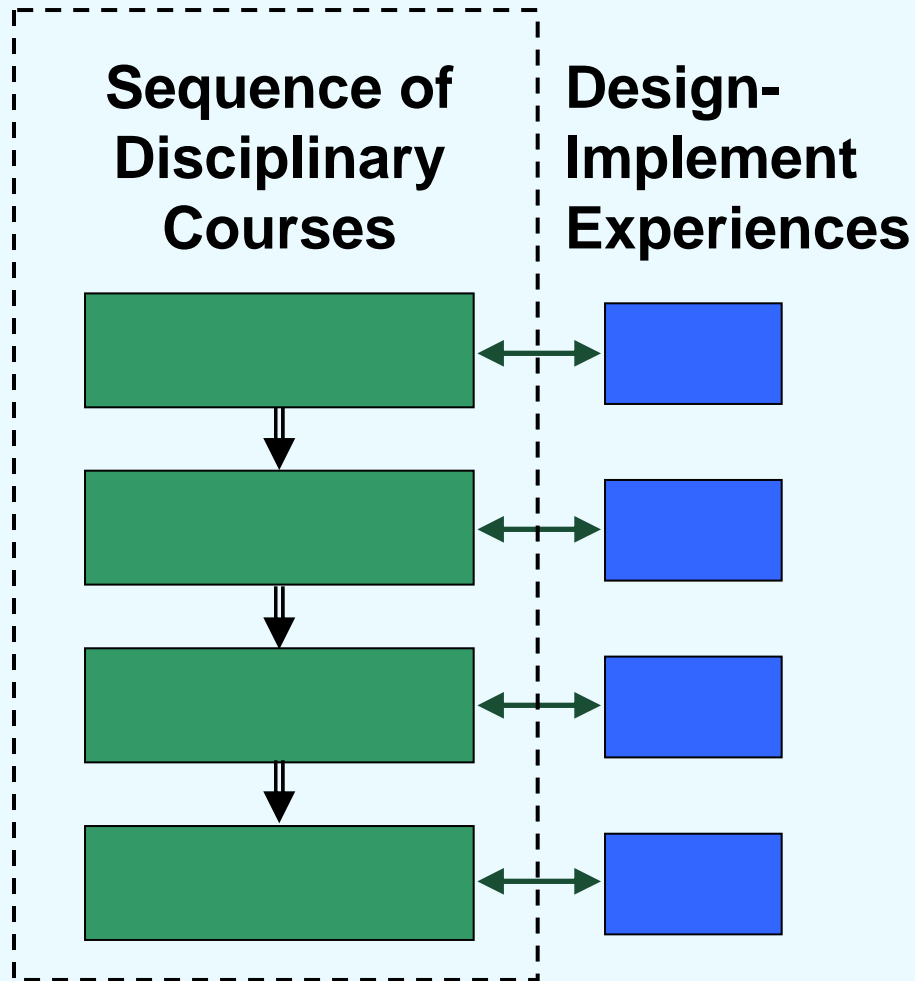 Sequence of
Disciplinary
Courses
Design-
Implement
Experiences